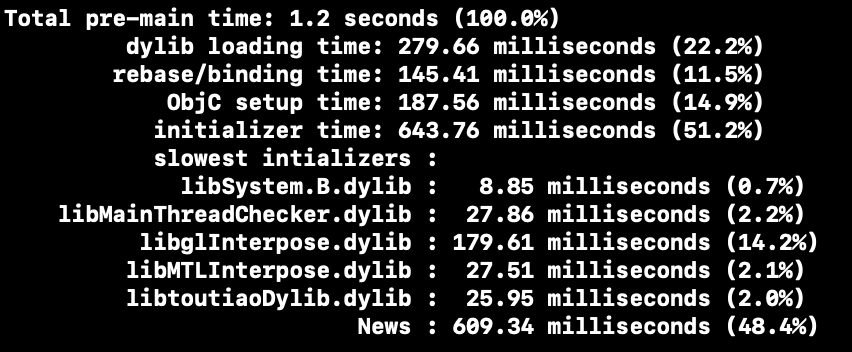 Total pre-main time: 1.2 seconds (100.0%)
dylib loading time: 279.66 milliseconds (22.2%)
rebase/binding time: 145.41 milliseconds (11.5%)
ObjC setup time: 187.56 milliseconds (14.9%)
initializer time: 643.76 milliseconds (51.2%)
slowest intializers :
libSystem.B.dylib : 8.85 milliseconds (0.7%)
libMainThreadChecker.dylib : 27.86 milliseconds (2.2%)
libglInterpose.dylib : 179.61 milliseconds (14.2%)
libMTLInterpose.dylib : 27.51 milliseconds (2.1%)
libtoutiaoDylib.dylib : 25.95 milliseconds (2.0%)
News : 609.34 milliseconds (48.4%)